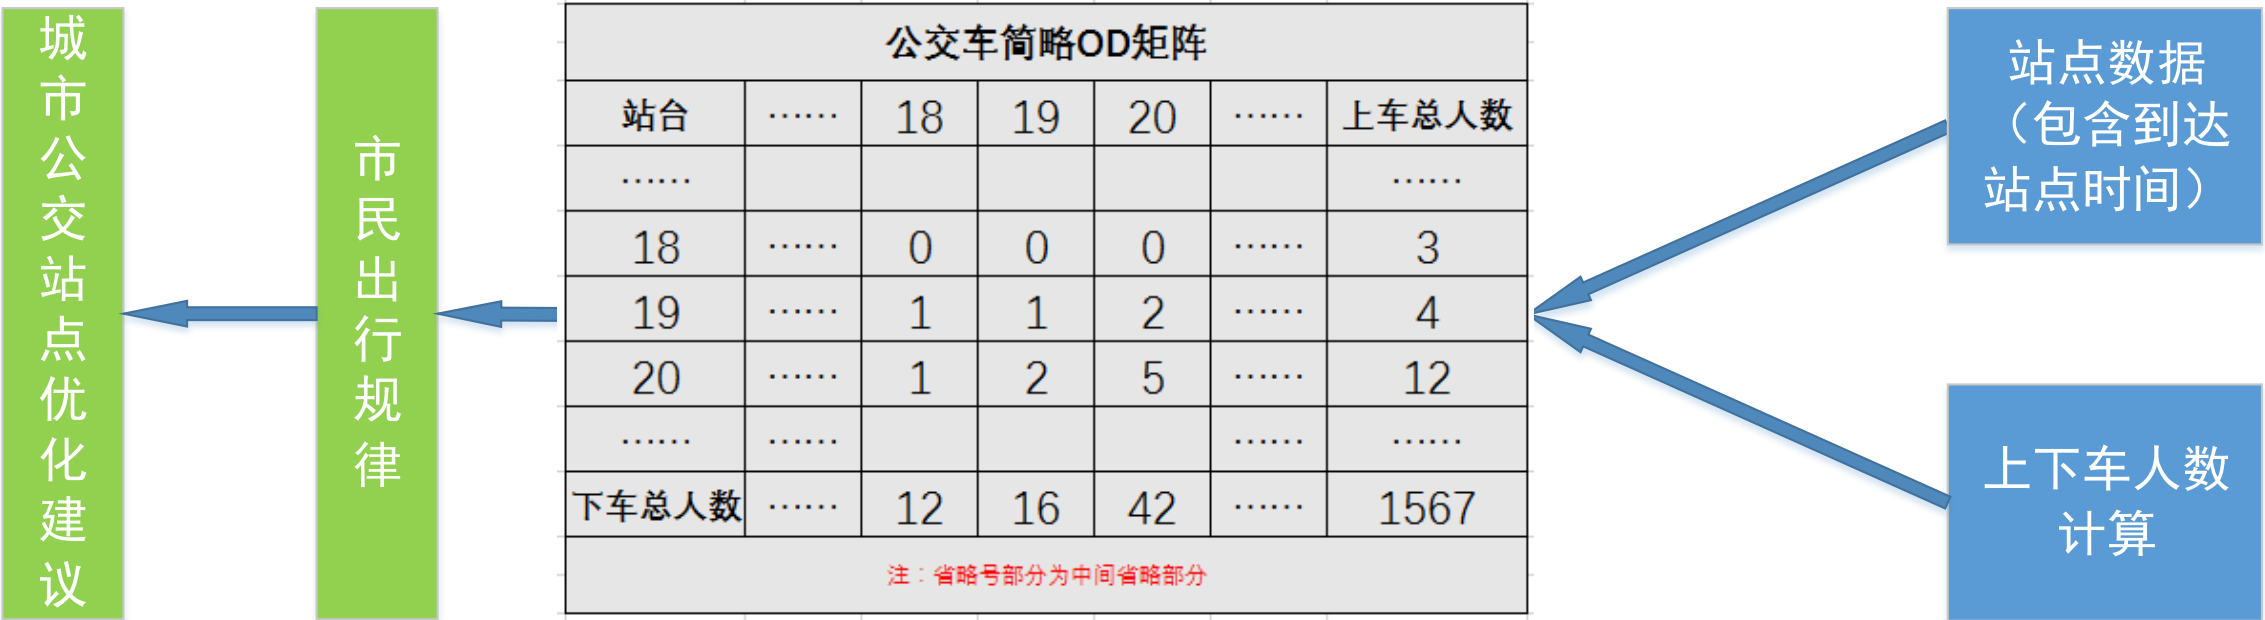 城市公交站点优化建议
市民出行规律
公交车简略OD矩阵
站台 …… 18 19 20 …… 上车总人数
…… ……
18 …… 0 0 0 …… 3
19 …… 1 1 2 …… 4
20 …… 1 2 5 …… 12
…… …… …… ……
下车总人数 …… 12 16 42 …… 1567
注：省略号部分为中间省略部分
站点数据
（包含到达
站点时间）
上下车人数
计算